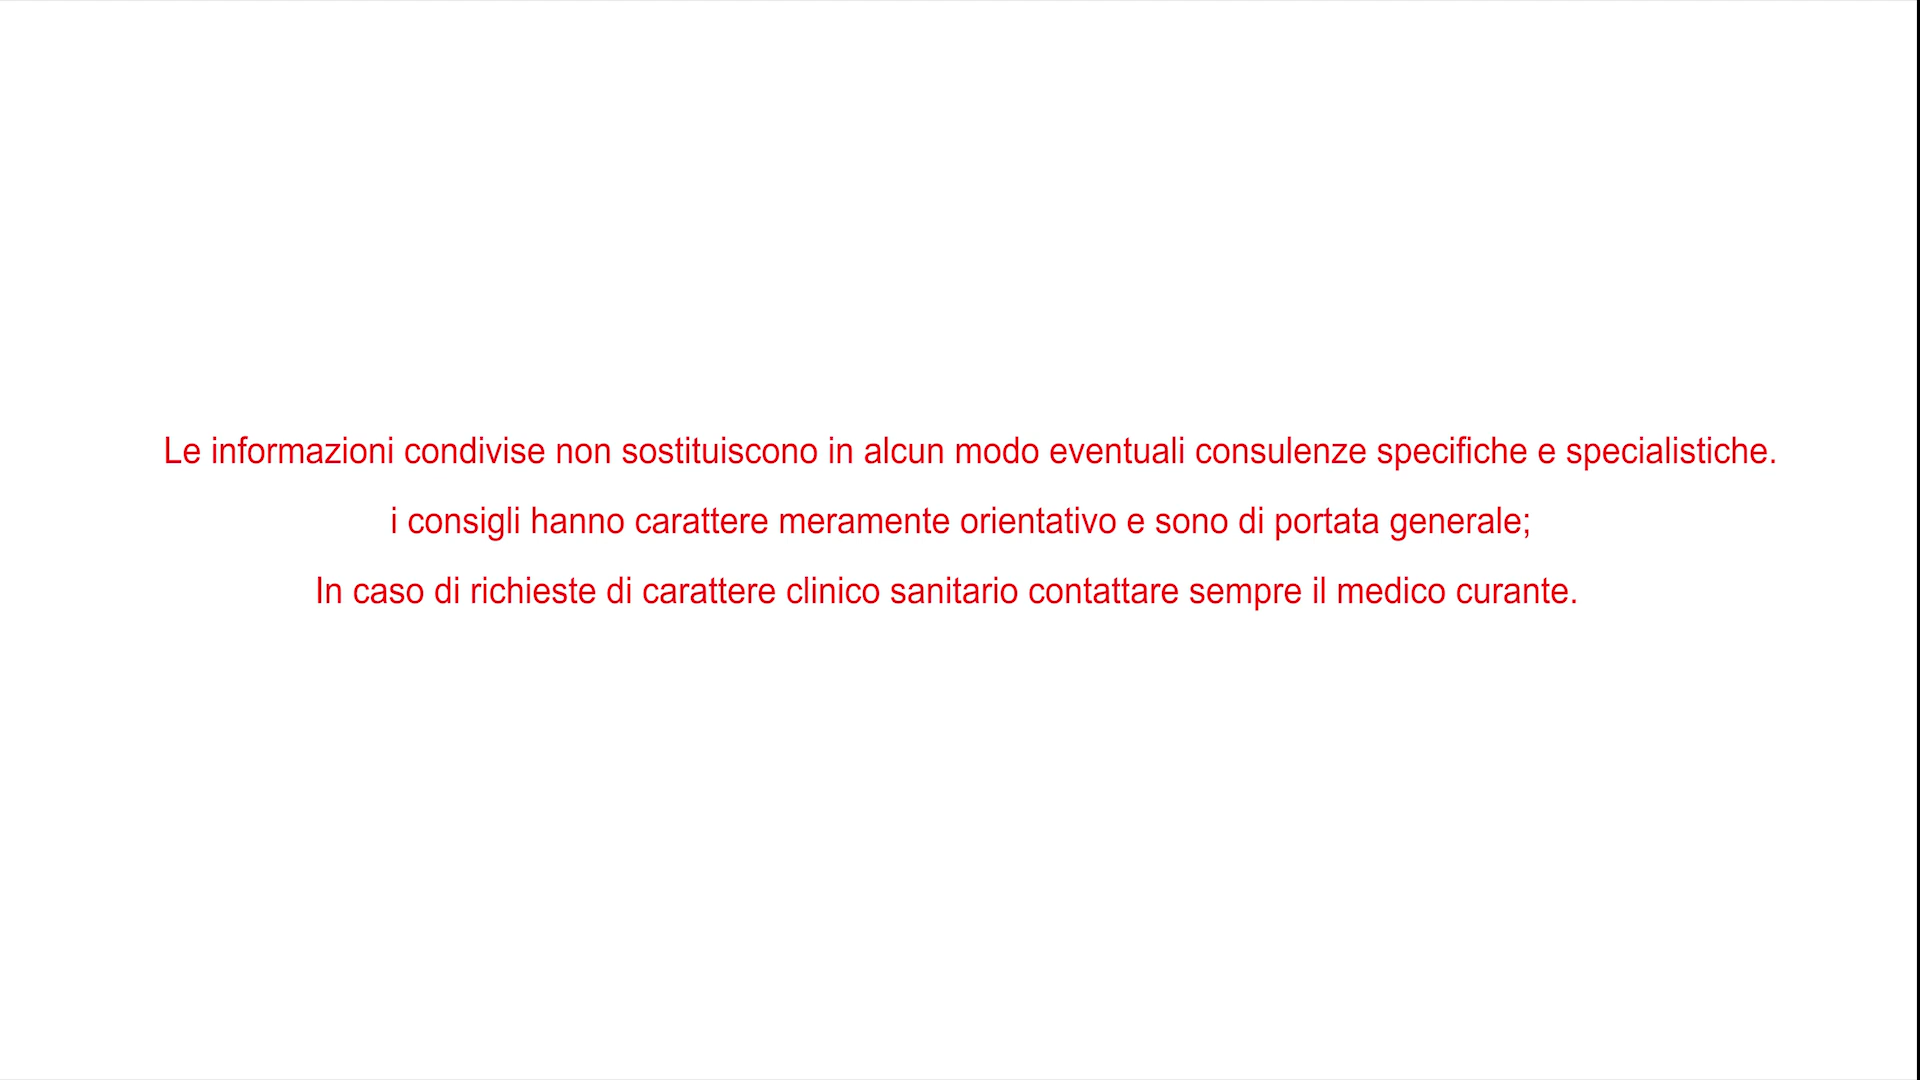 Le informazioni condivise non sostituiscono in alcun modo eventuali consulenze specifiche e specialistiche.
i consigli hanno carattere meramente orientativo e sono di portata generale;
In caso di richieste di carattere clinico sanitario contattare sempre il medico curante.